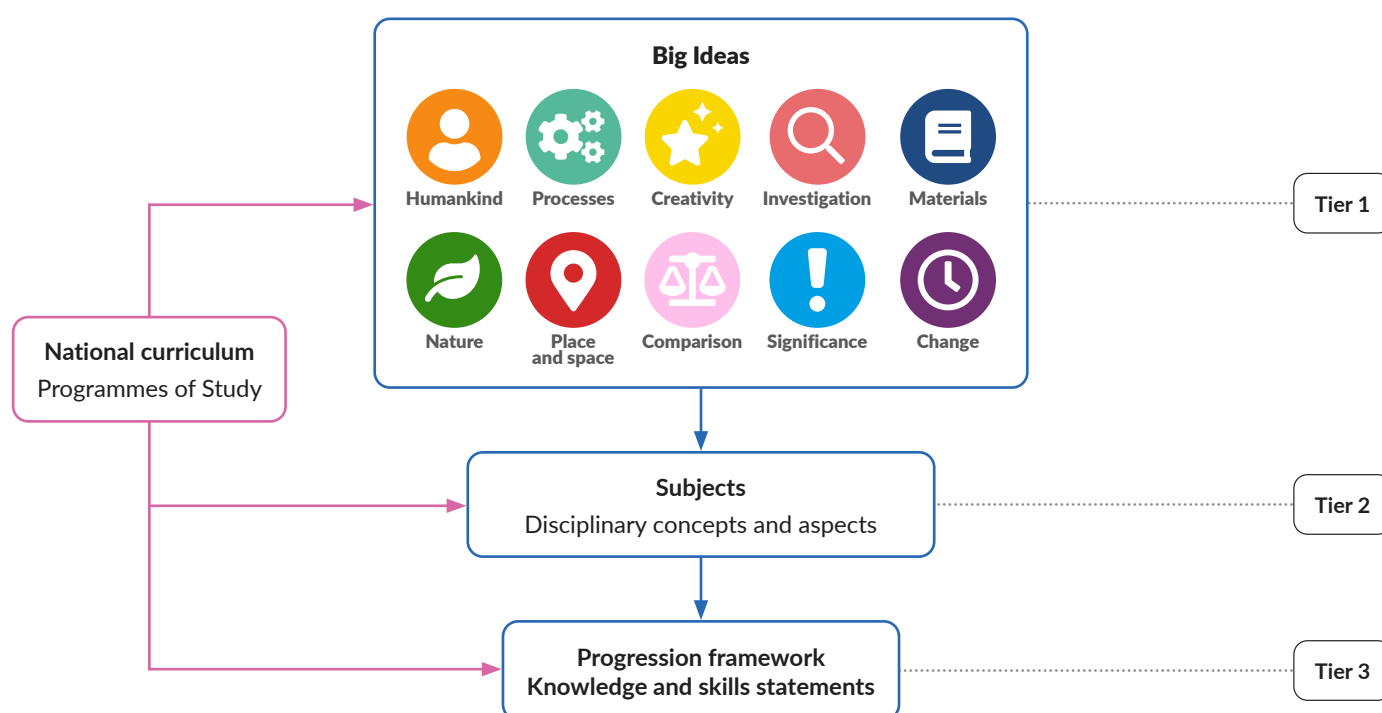 Big Ideas
Humankind
Processes
Creativity
Investigation
Materials
Tier 1
Nature
Place
and space
Comparison
Significance
Change
National curriculum
Programmes of Study
Subjects
Disciplinary concepts and aspects
Tier 2
Progression framework
Knowledge and skills statements
Tier 3